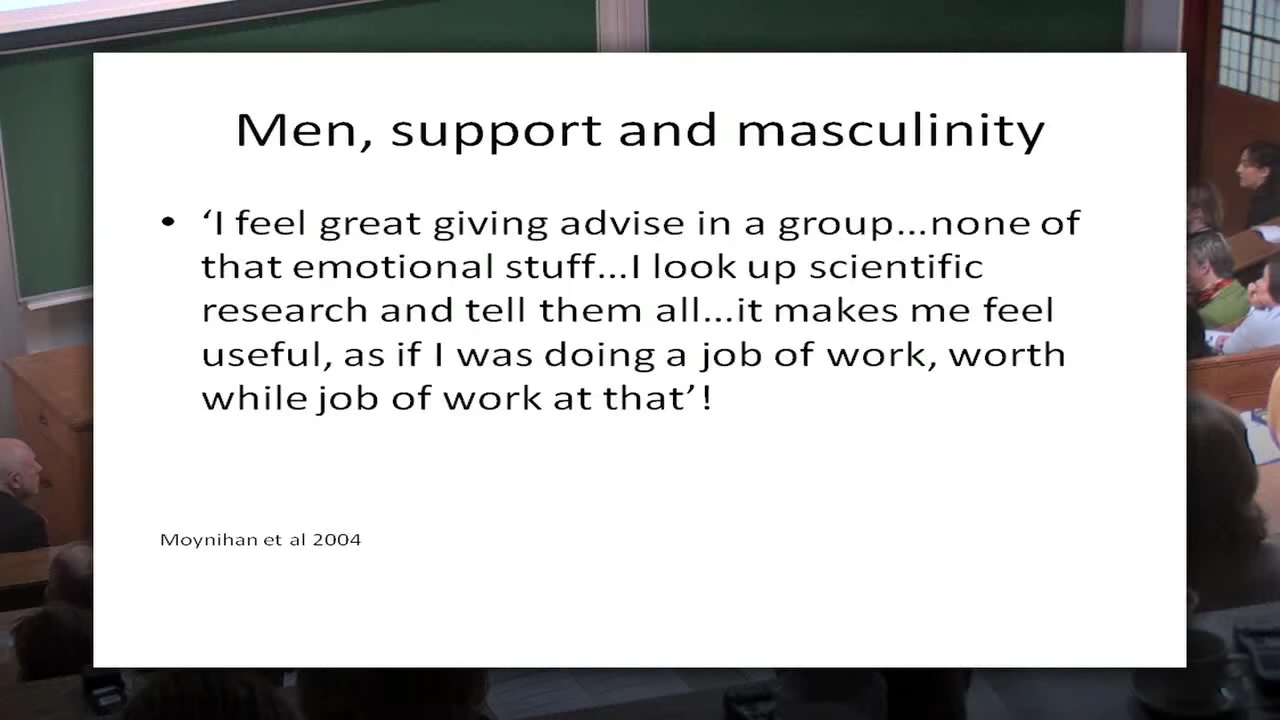 Men, support and masculinity
• ‘I feel great giving advise in a group...none of
that emotional stuff...I look up scientific
research and tell them all...it makes me feel
useful, as if I was doing a job of work, worth
while job of work at that’!
Moynihan et al 2004